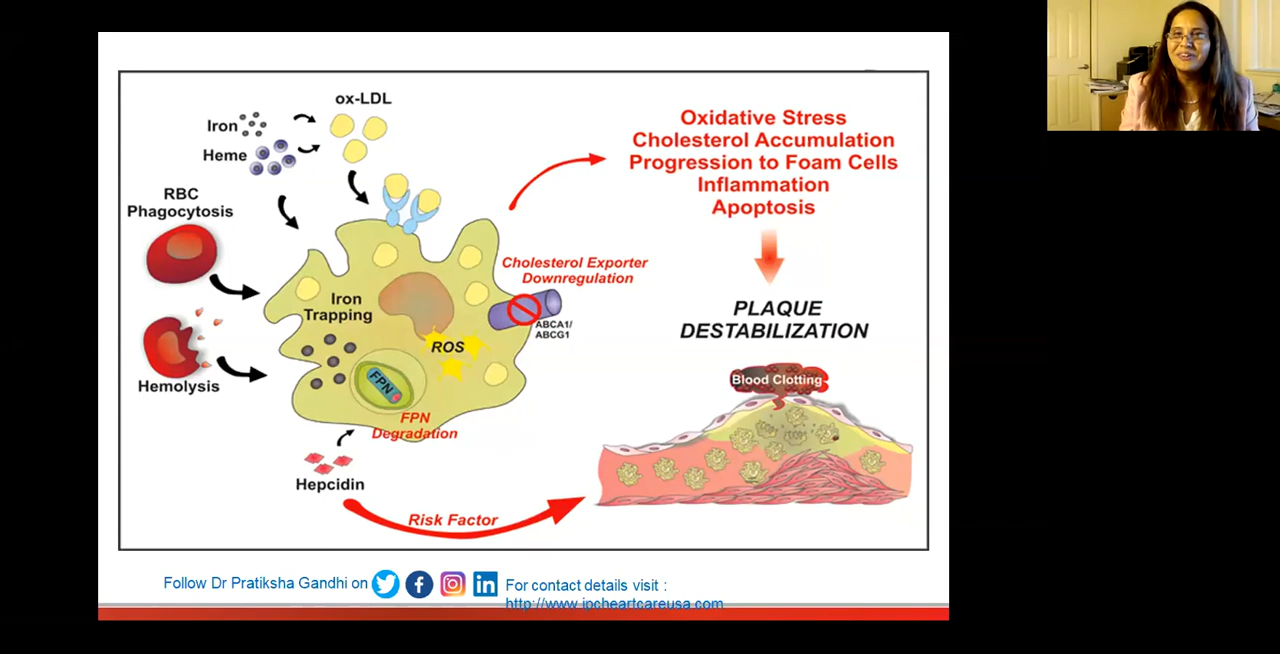 ox-LDL
Iron
Heme
RBC
Phagocytosis
Hemolysis
Iron
Trapping
ROS
FPN
FPN
Degradation
Hepcidin
Cholesterol Exporter
Downregulation
ABCA1/
ABCG1
Risk Factor
Oxidative Stress
Cholesterol Accumulation
Progression to Foam Cells
Inflammation
Apoptosis
PLAQUE
DESTABILIZATION
Blood Clotting
Follow Dr Pratiksha Gandhi on
For contact details visit :
http://www.ipcheartcareusa.com